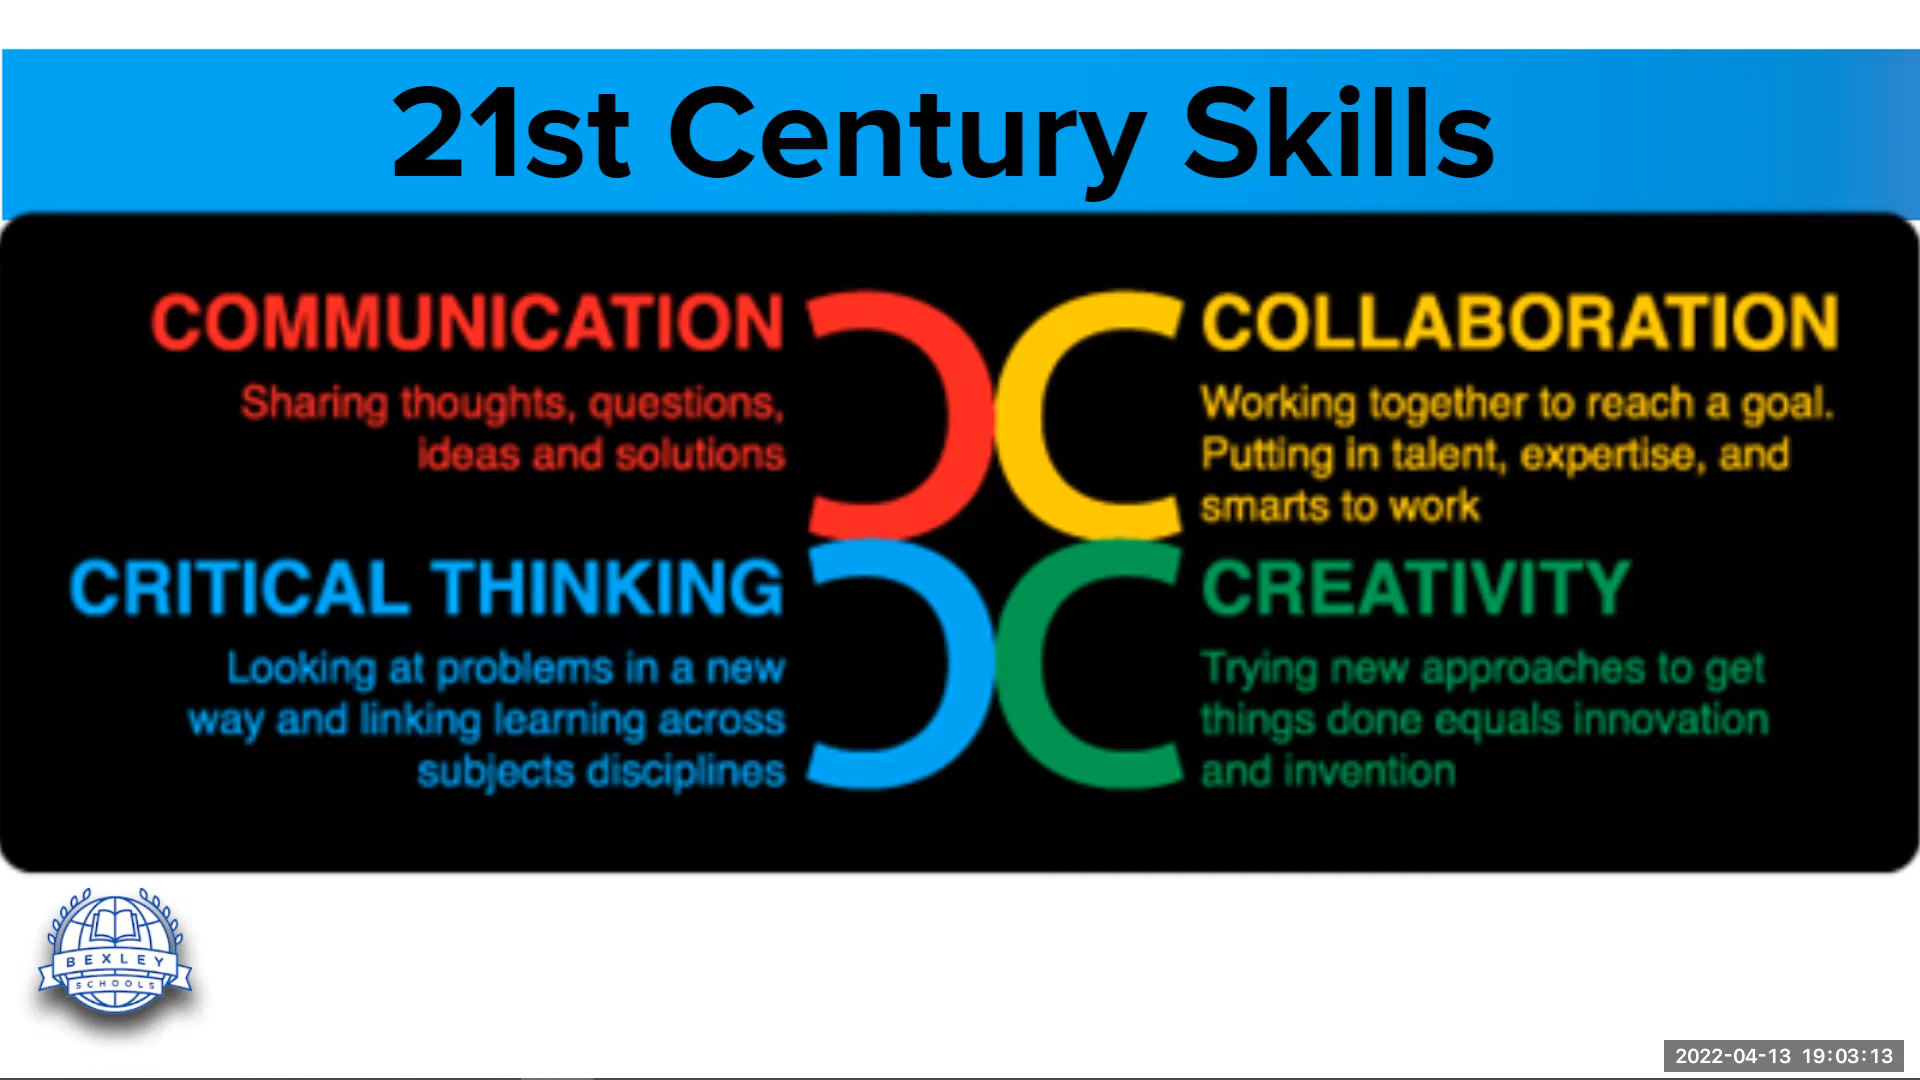 21st Century Skills
COMMUNICATION
Sharing thoughts, questions,
ideas and solutions
COLLABORATION
Working together to reach a goal.
Putting in talent, expertise, and
smarts to work
CRITICAL THINKING
Looking at problems in a new
way and linking learning across
subjects disciplines
CREATIVITY
Trying new approaches to get
things done equals innovation
and invention
BEXLEY
SCHOOLS
2022-04-13 19:03:13